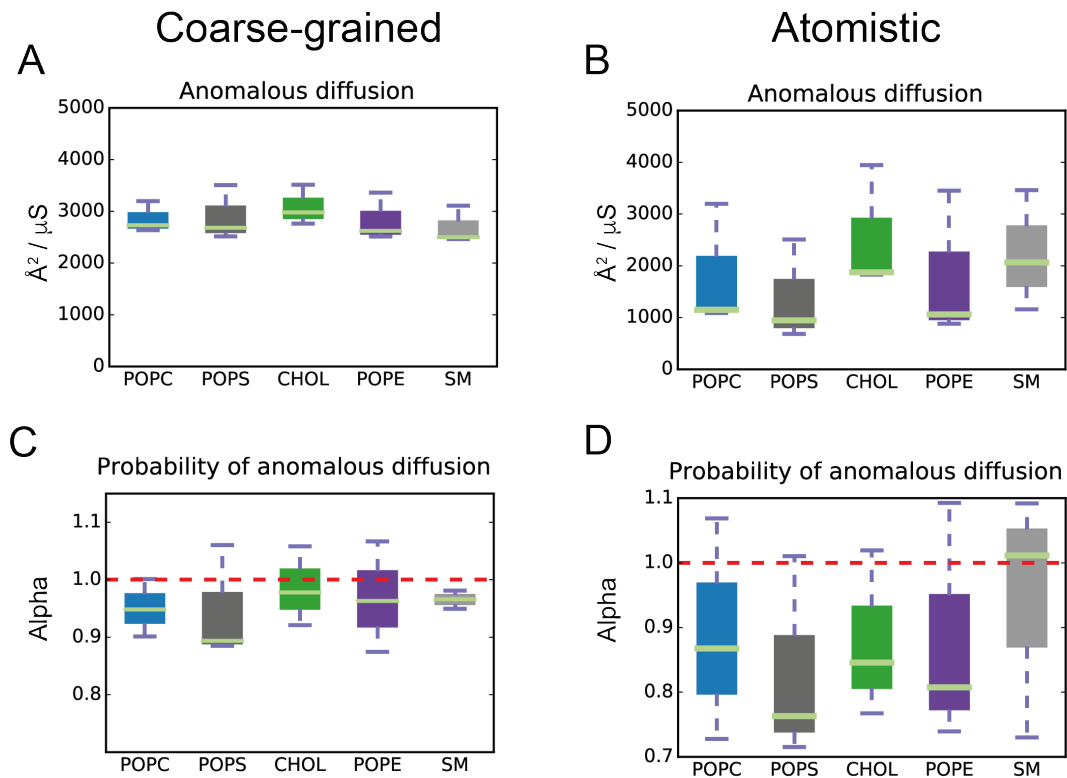 Coarse-grained
Atomistic
A
B
Anomalous diffusion
Anomalous diffusion
5000
4000
3000
2000
1000
0
Å² / μS
POPC POPS CHOL POPE SM
5000
4000
3000
2000
1000
0
Å² / μS
POPC POPS CHOL POPE SM
C
D
Probability of anomalous diffusion
Probability of anomalous diffusion
1.1
1.0
0.9
0.8
Alpha
POPC POPS CHOL POPE SM
1.1
1.0
0.9
0.8
0.7
Alpha
POPC POPS CHOL POPE SM